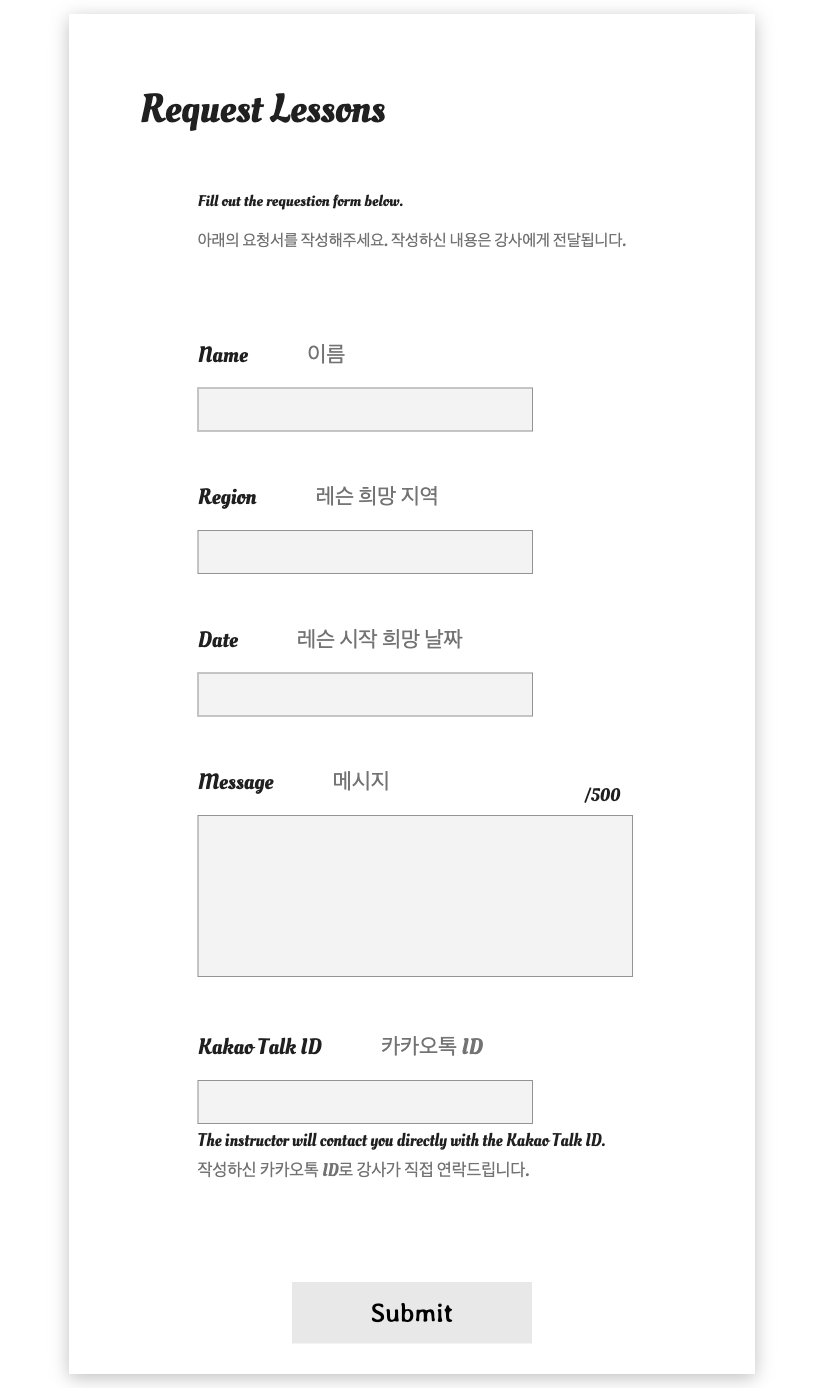 Request Lessons
Fill out the requestion form below.
아래의 요청서를 작성해주세요. 작성하신 내용은 강사에게 전달됩니다.
Name 이름
Region 레슨 희망 지역
Date 레슨 시작 희망 날짜
Message 메시지
/500
Kakao Talk ID 카카오톡 ID
The instructor will contact you directly with the Kakao Talk ID.
작성하신 카카오톡 ID로 강사가 직접 연락드립니다.
Submit